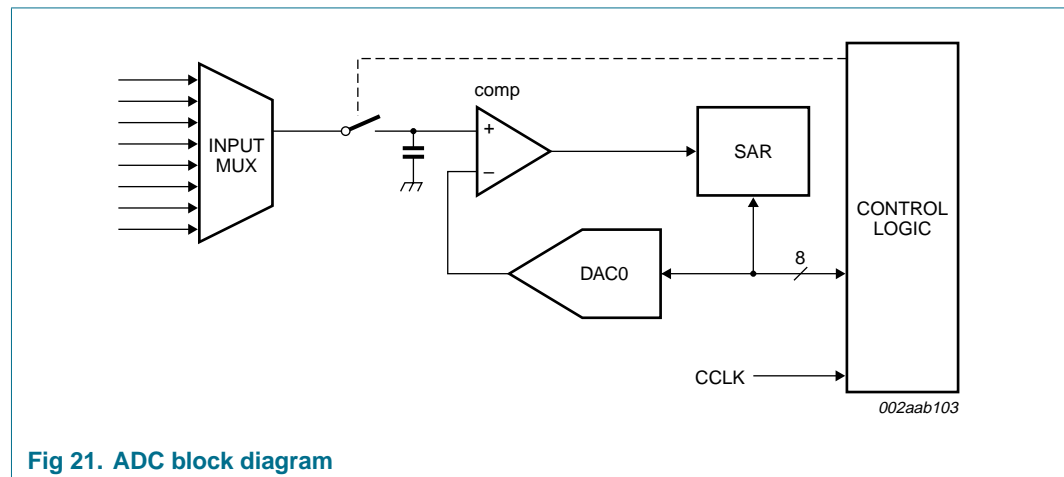 comp
+
–
INPUT
MUX
SAR
CONTROL
LOGIC
DAC0
8
CCLK
002aab103
Fig 21. ADC block diagram